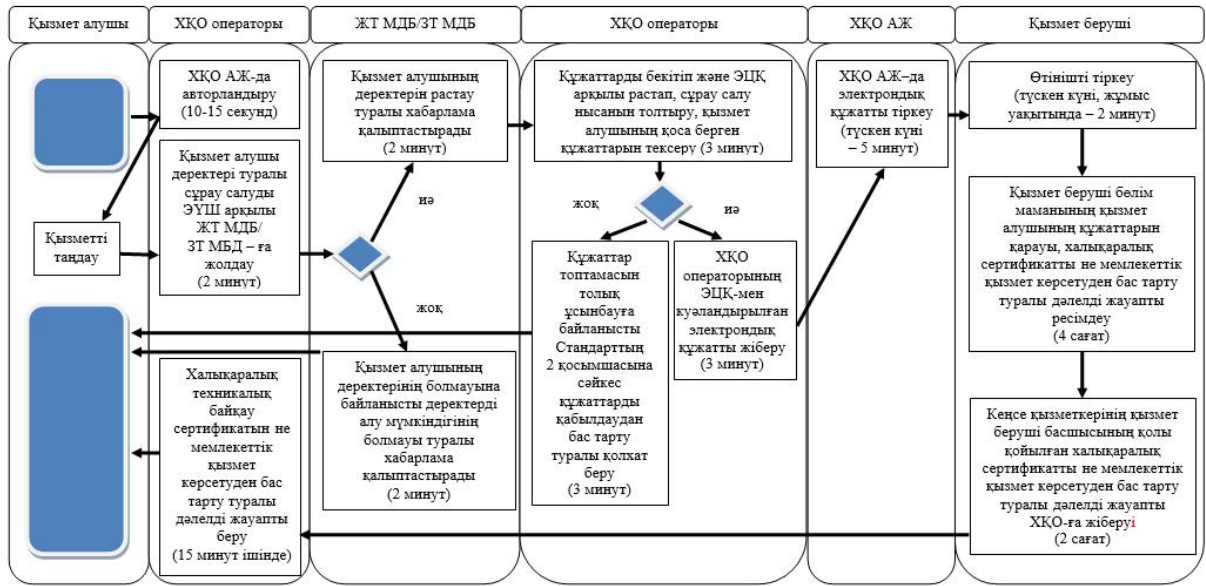 Қызмет алушы
ХҚО операторы
ЖТ МДБ/ЗТ МДБ
ХҚО операторы
ХҚО АЖ
Қызмет беруші
Қызметті
таңдау
ХҚО АЖ-да
авторландыру
(10-15 секунд)
Қызмет алушы
деректері туралы
сұрау салуды
ЭҮШ арқылы
ЖТ МДБ/
ЗТ МБД – ға
жолдау
(2 минут)
Халықаралық
техникалық
байқау
сертификатын не
мемлекеттік
қызмет
көрсетуден бас
тарту туралы
дәлелді жауапты
беру
(15 минут ішінде)
Қызмет алушының
деректерін растау
туралы хабарлама
қалыптастырады
(2 минут)
иә
жоқ
Қызмет алушының
деректерінің болмауына
байланысты деректерді
алу мүмкіндігінің
болмауы туралы
хабарлама
қалыптастырады
(2 минут)
Құжаттарды бекітіп және ЭЦҚ
арқылы растап, сұрау салу
нысанын толтыру, қызмет
алушының қоса берген
құжаттарын тексеру (3 минут)
жоқ
иә
Құжаттар
топтамасын
толық
ұсынбауға
байланысты
Стандарттың
2 қосымшасына
сәйкес
құжаттарды
қабылдаудан
бас тарту
туралы қолхат
беру
(3 минут)
ХҚО
операторының
ЭЦҚ-мен
куәландырылған
электрондық
құжатты жіберу
(3 минут)
ХҚО АЖ–да
электрондық
құжатты тіркеу
(түскен күні
– 5 минут)
Өтінішті тіркеу
(түскен күні, жұмыс
уақытында – 2 минут)
Қызмет беруші бөлім
маманының қызмет
алушының құжаттарын
қарауы, халықаралық
сертификатты не мемлекеттік
қызмет көрсетуден бас тарту
туралы дәлелді жауапты
ресімдеу
(4 сағат)
Кеңсе қызметкерінің қызмет
беруші басшысының қолы
қойылған халықаралық
сертификатты не мемлекеттік
қызмет көрсетуден бас тарту
туралы дәлелді жауапты
ХҚО-ға жіберуі
(2 сағат)